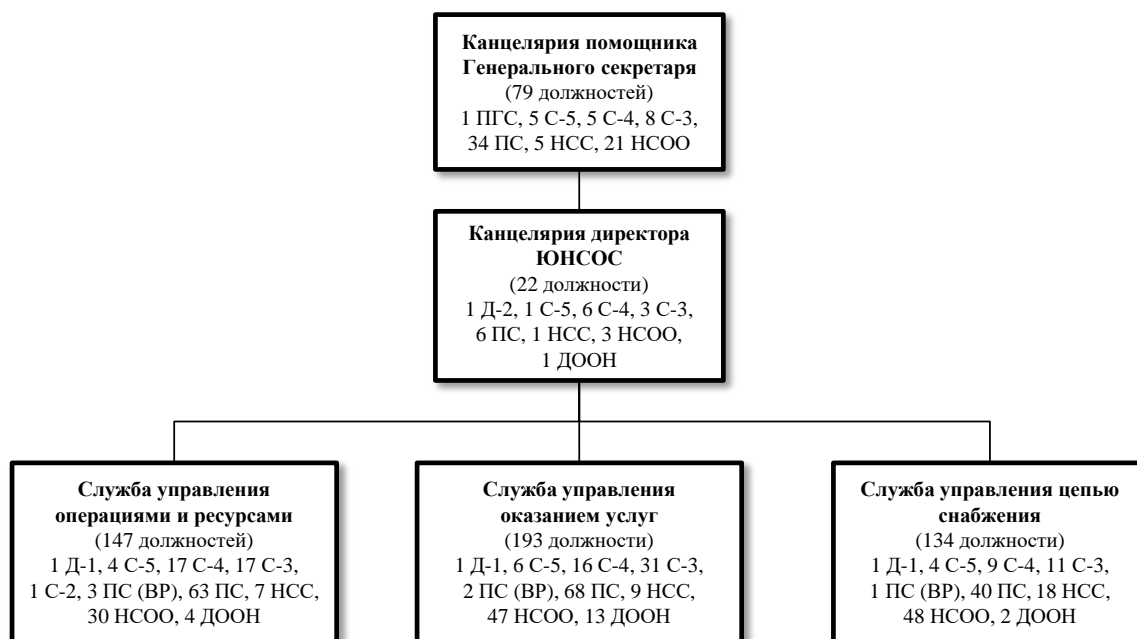 Канцелярия помощника
Генерального секретаря
(79 должностей)
1 ПГС, 5 С-5, 5 С-4, 8 С-3,
34 ПС, 5 НСС, 21 НСОО
Канцелярия директора
ЮНСОС
(22 должности)
1 Д-2, 1 С-5, 6 С-4, 3 С-3,
6 ПС, 1 НСС, 3 НСОО,
1 ДООН
Служба управления
операциями и ресурсами
(147 должностей)
1 Д-1, 4 С-5, 17 С-4, 17 С-3,
1 С-2, 3 ПС (ВР), 63 ПС, 7 НСС,
30 НСОО, 4 ДООН
Служба управления
оказанием услуг
(193 должности)
1 Д-1, 6 С-5, 16 С-4, 31 С-3,
2 ПС (ВР), 68 ПС, 9 НСС,
47 НСОО, 13 ДООН
Служба управления цепью
снабжения
(134 должности)
1 Д-1, 4 С-5, 9 С-4, 11 С-3,
1 ПС (ВР), 40 ПС, 18 НСС,
48 НСОО, 2 ДООН